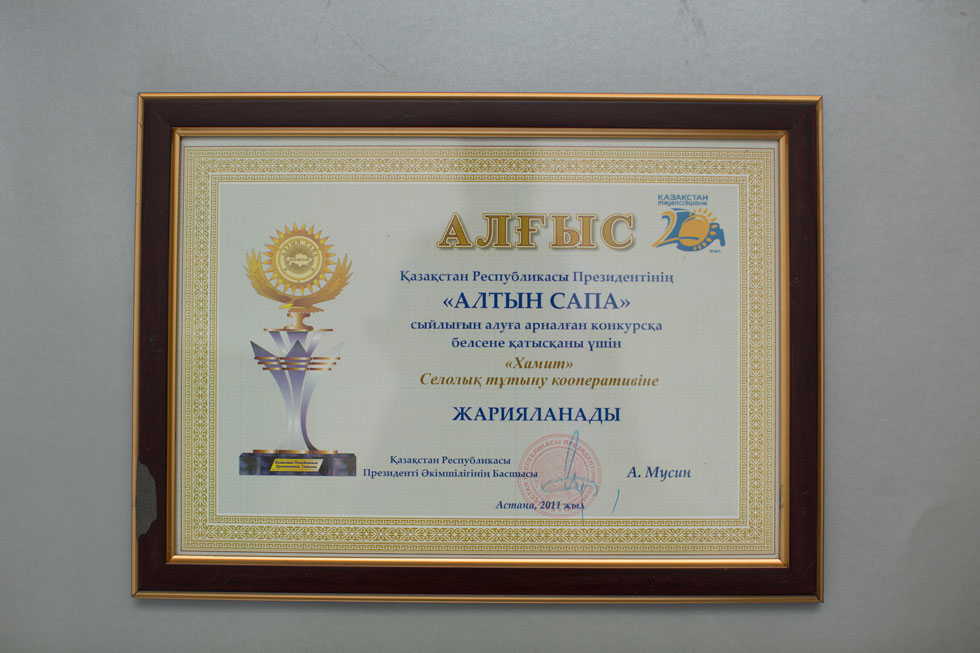 ҚАЗАҚСТАН
20
АЛҒЫС
Қазақстан Республикасы Президентінің
«АЛТЫН САПА»
сыйлығын алуға арналған конкурсқа
белсене қатысқаны үшін
«Хамит»
Селолық тұтыну кооперативіне
ЖАРИЯЛАНАДЫ
Қазақстан Республикасы
Президенті Әкімшілігінің Басшысы
А. Мусин
Астана, 2011 жыл